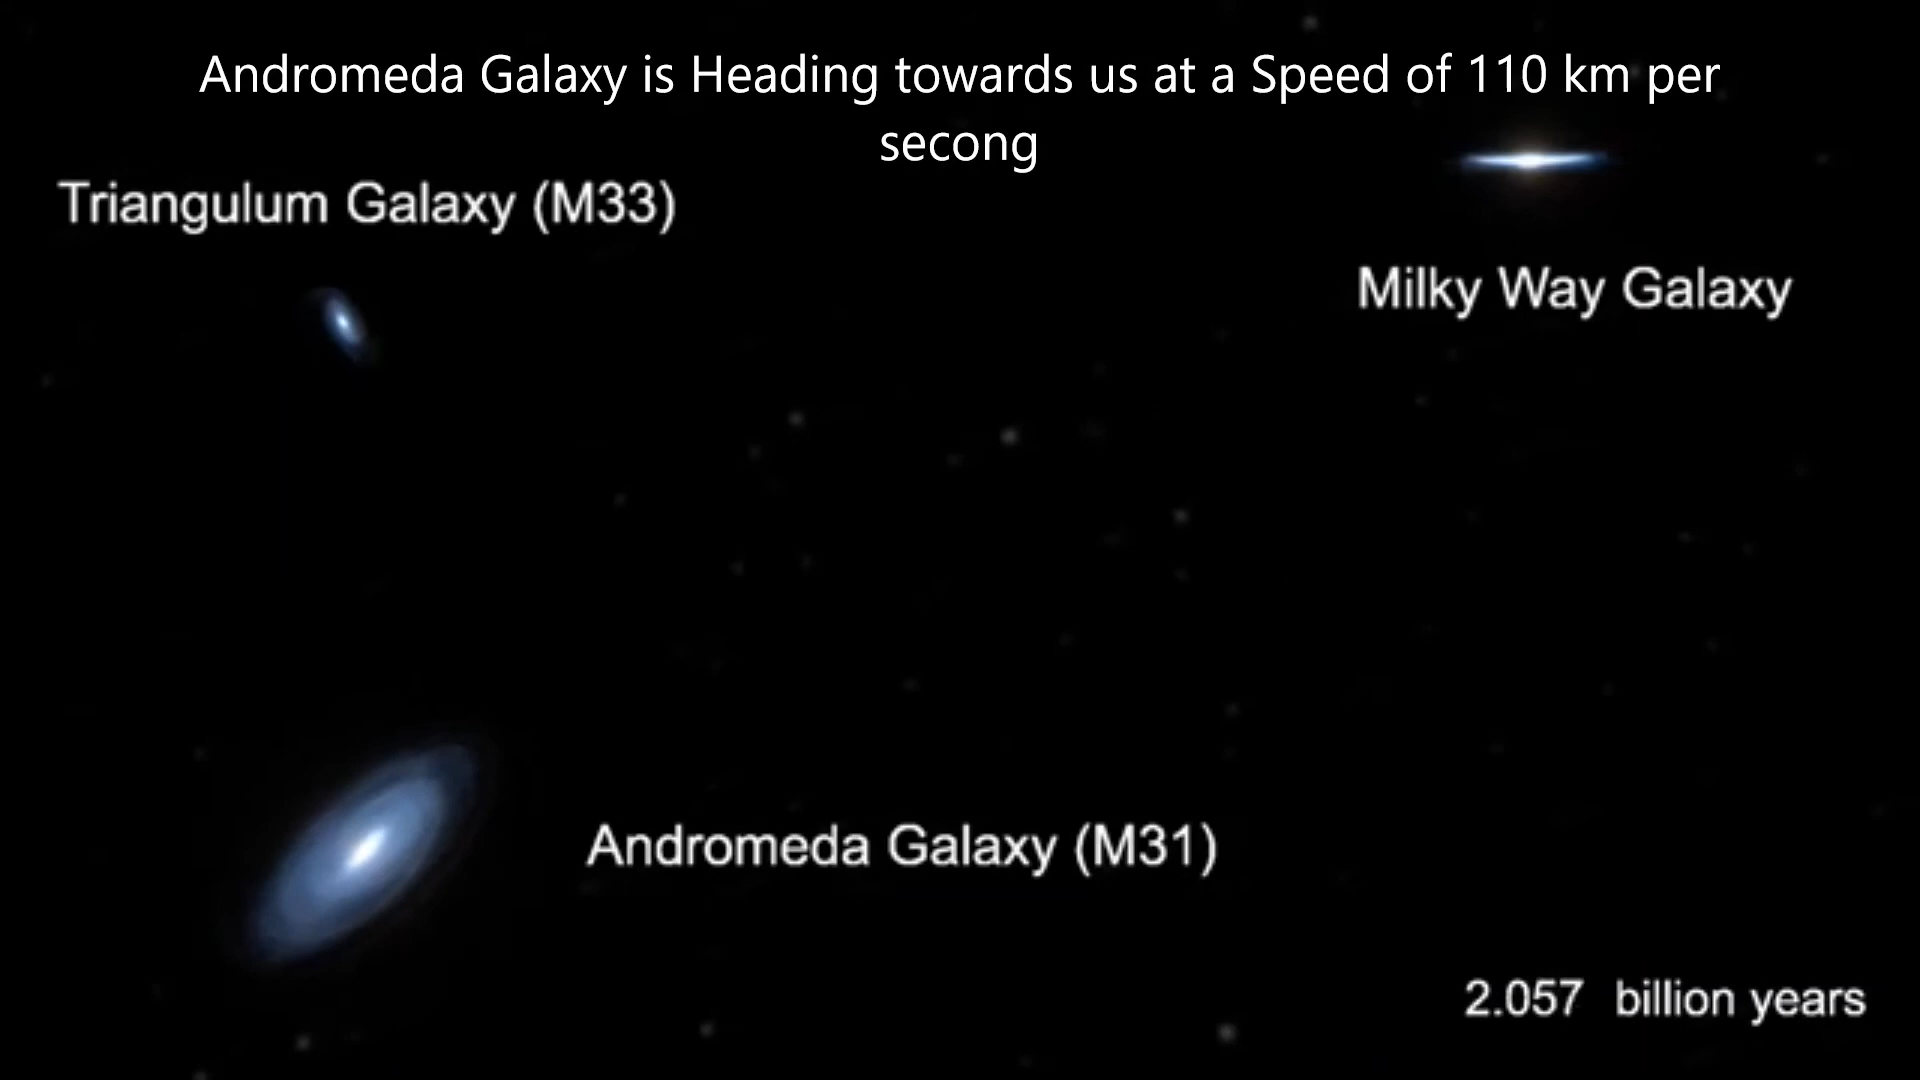 Andromeda Galaxy is Heading towards us at a Speed of 110 km per
secong
Triangulum Galaxy (M33)
Milky Way Galaxy
Andromeda Galaxy (M31)
2.057 billion years